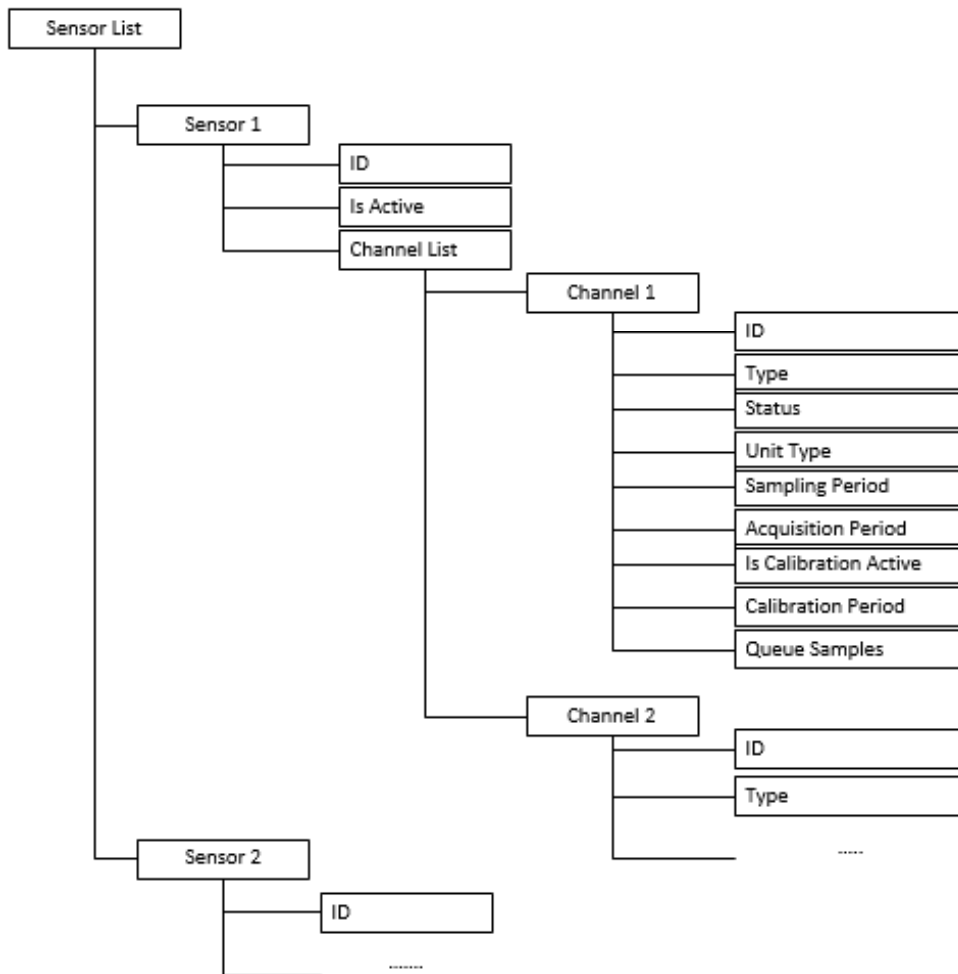 Sensor List
Sensor 1
ID
Is Active
Channel List
Channel 1
ID
Type
Status
Unit Type
Sampling Period
Acquisition Period
Is Calibration Active
Calibration Period
Queue Samples
Channel 2
ID
Type
.....
Sensor 2
ID
........